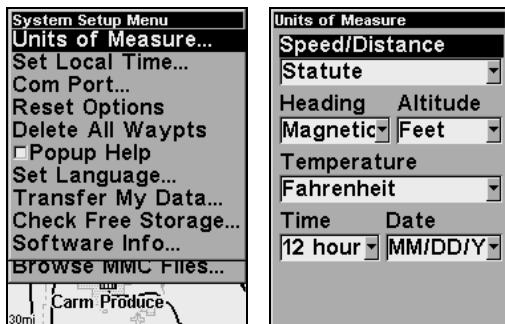 System Setup Menu
Units of Measure...
Set Local Time...
Com Port...
Reset Options
Delete All Waypts
Popup Help
Set Language...
Transfer My Data...
Check Free Storage...
Software Info...
Browse MMC Files...
Carm Produce
30mi
Units of Measure
Speed/Distance
Statute
Heading Altitude
Magnetic Feet
Temperature
Fahrenheit
Time Date
12 hour MM/DD/Y